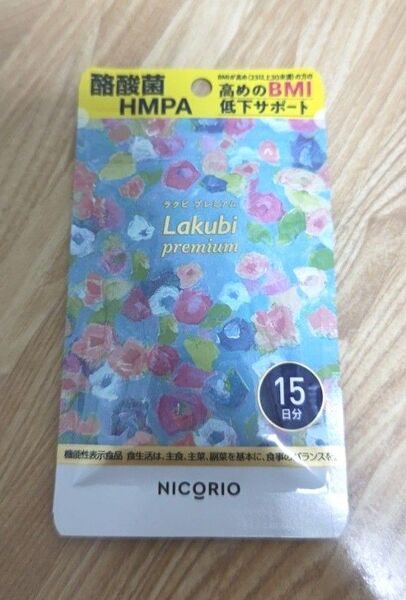 酪酸菌
HMPA
BMIが高め(23以上30未満)の方の
高めのBMI
低下サポート
ラクビ プレミアム
Lakubi
premium
15
日分
機能性表示食品 食生活は、主食、主菜、副菜を基本に、食事のバランスを。
NICORIO